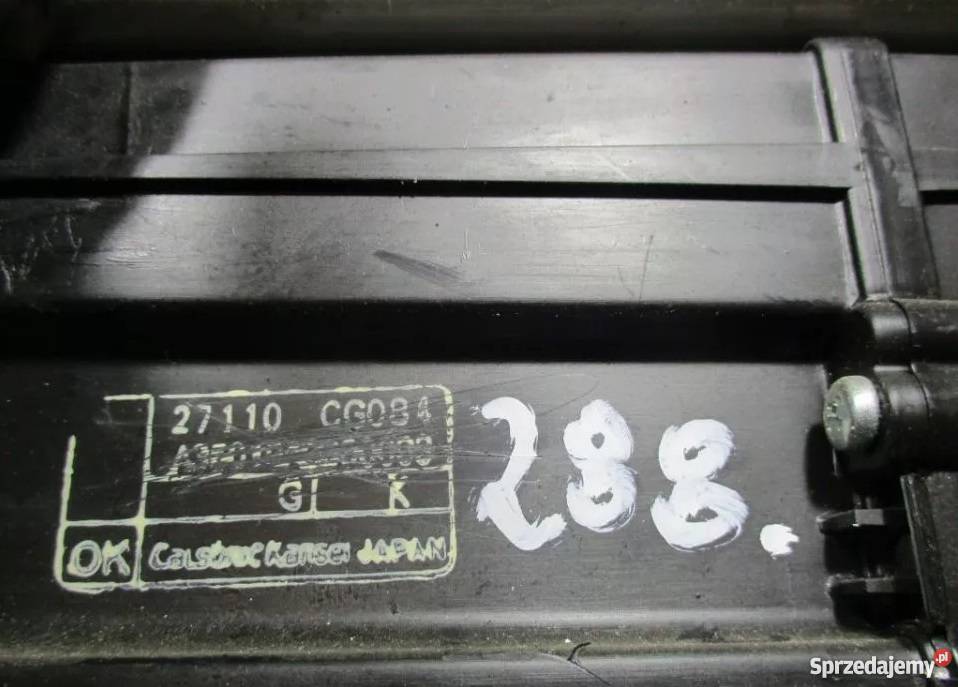 27110 CG084
G K
OK Calsonic Kansei JAPAN
288.
Sprzedajemy.pl